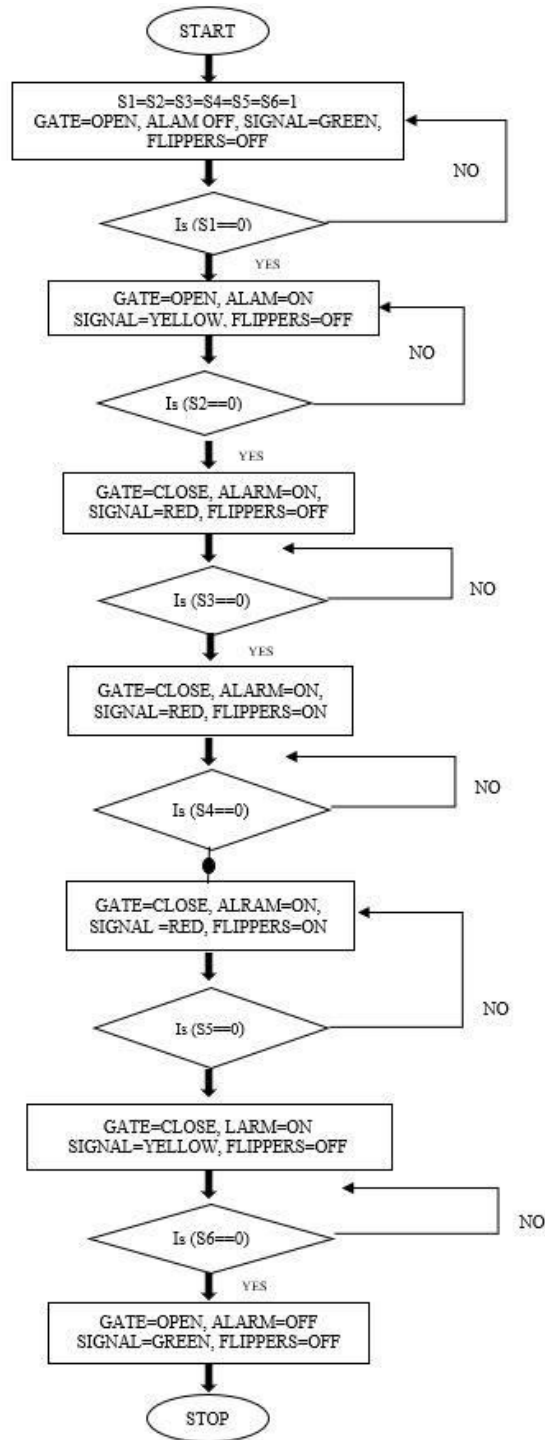 START
S1=S2=S3=S4=S5=S6=1
GATE=OPEN, ALAM OFF, SIGNAL=GREEN,
FLIPPERS=OFF
NO
Is (S1==0)
YES
GATE=OPEN, ALAM=ON
SIGNAL=YELLOW, FLIPPERS=OFF
NO
Is (S2==0)
YES
GATE=CLOSE, ALARM=ON,
SIGNAL=RED, FLIPPERS=OFF
NO
Is (S3==0)
YES
GATE=CLOSE, ALARM=ON,
SIGNAL=RED, FLIPPERS=ON
NO
Is (S4==0)
GATE=CLOSE, ALRAM=ON,
SIGNAL =RED, FLIPPERS=ON
NO
Is (S5==0)
GATE=CLOSE, LARM=ON
SIGNAL=YELLOW, FLIPPERS=OFF
NO
Is (S6==0)
YES
GATE=OPEN, ALARM=OFF
SIGNAL=GREEN, FLIPPERS=OFF
STOP